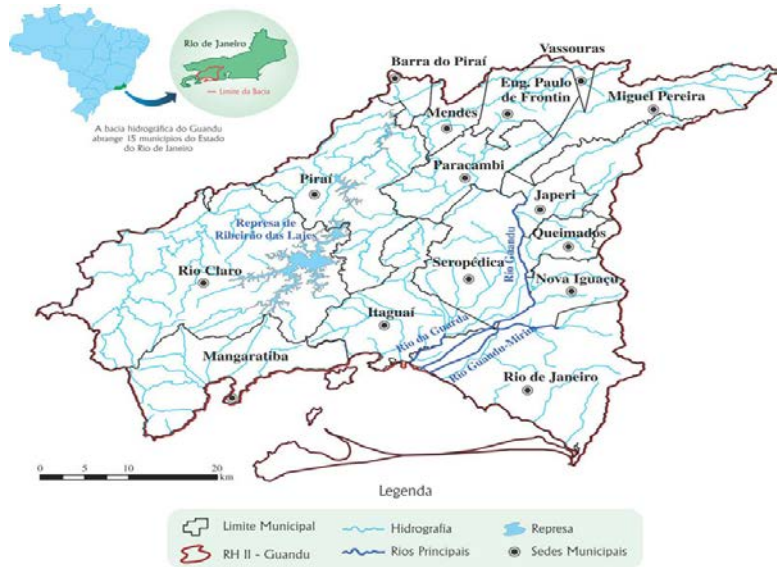 Rio de Janeiro
Limite da Bacia
A bacia hidrográfica do Guandu
abrange 15 municípios do Estado
do Rio de Janeiro
Vassouras
Barra do Piraí
Eng. Paulo
de Frontin
Miguel Pereira
Mendes
Paracambi
Piraí
Japeri
Represa de
Ribeirão das Lajes
Queimados
Rio Guandu
Seropédica
Rio Claro
Nova Iguaçu
Itaguaí
Rio da Guarda
Mangaratiba
Rio Guandu-Mirim
Rio de Janeiro
0 10 20
km
Legenda
Limite Municipal
Hidrografia
Represa
RH II - Guandu
Rios Principais
Sedes Municipais